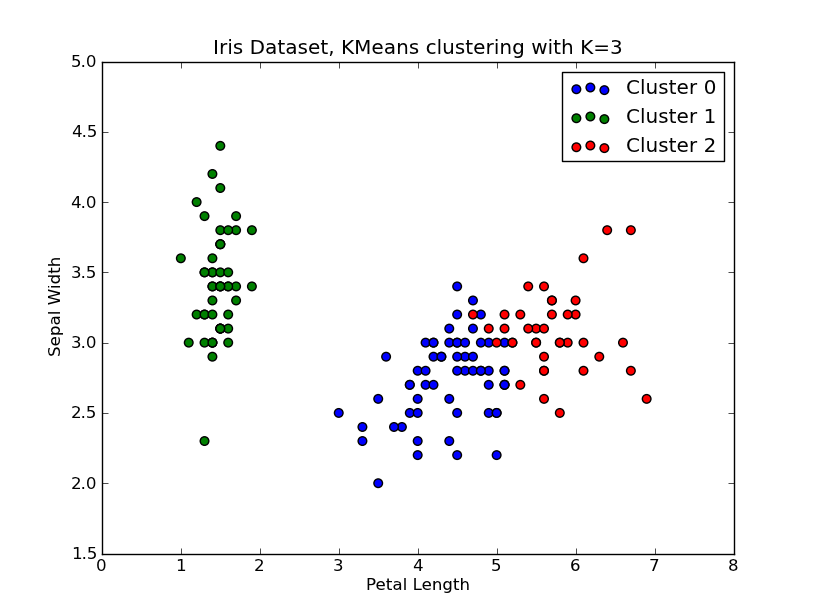 Iris Dataset, KMeans clustering with K=3
5.0
4.5
4.0
3.5
3.0
2.5
2.0
1.5
Sepal Width
Cluster 0
Cluster 1
Cluster 2
0 1 2 3 4 5 6 7 8
Petal Length